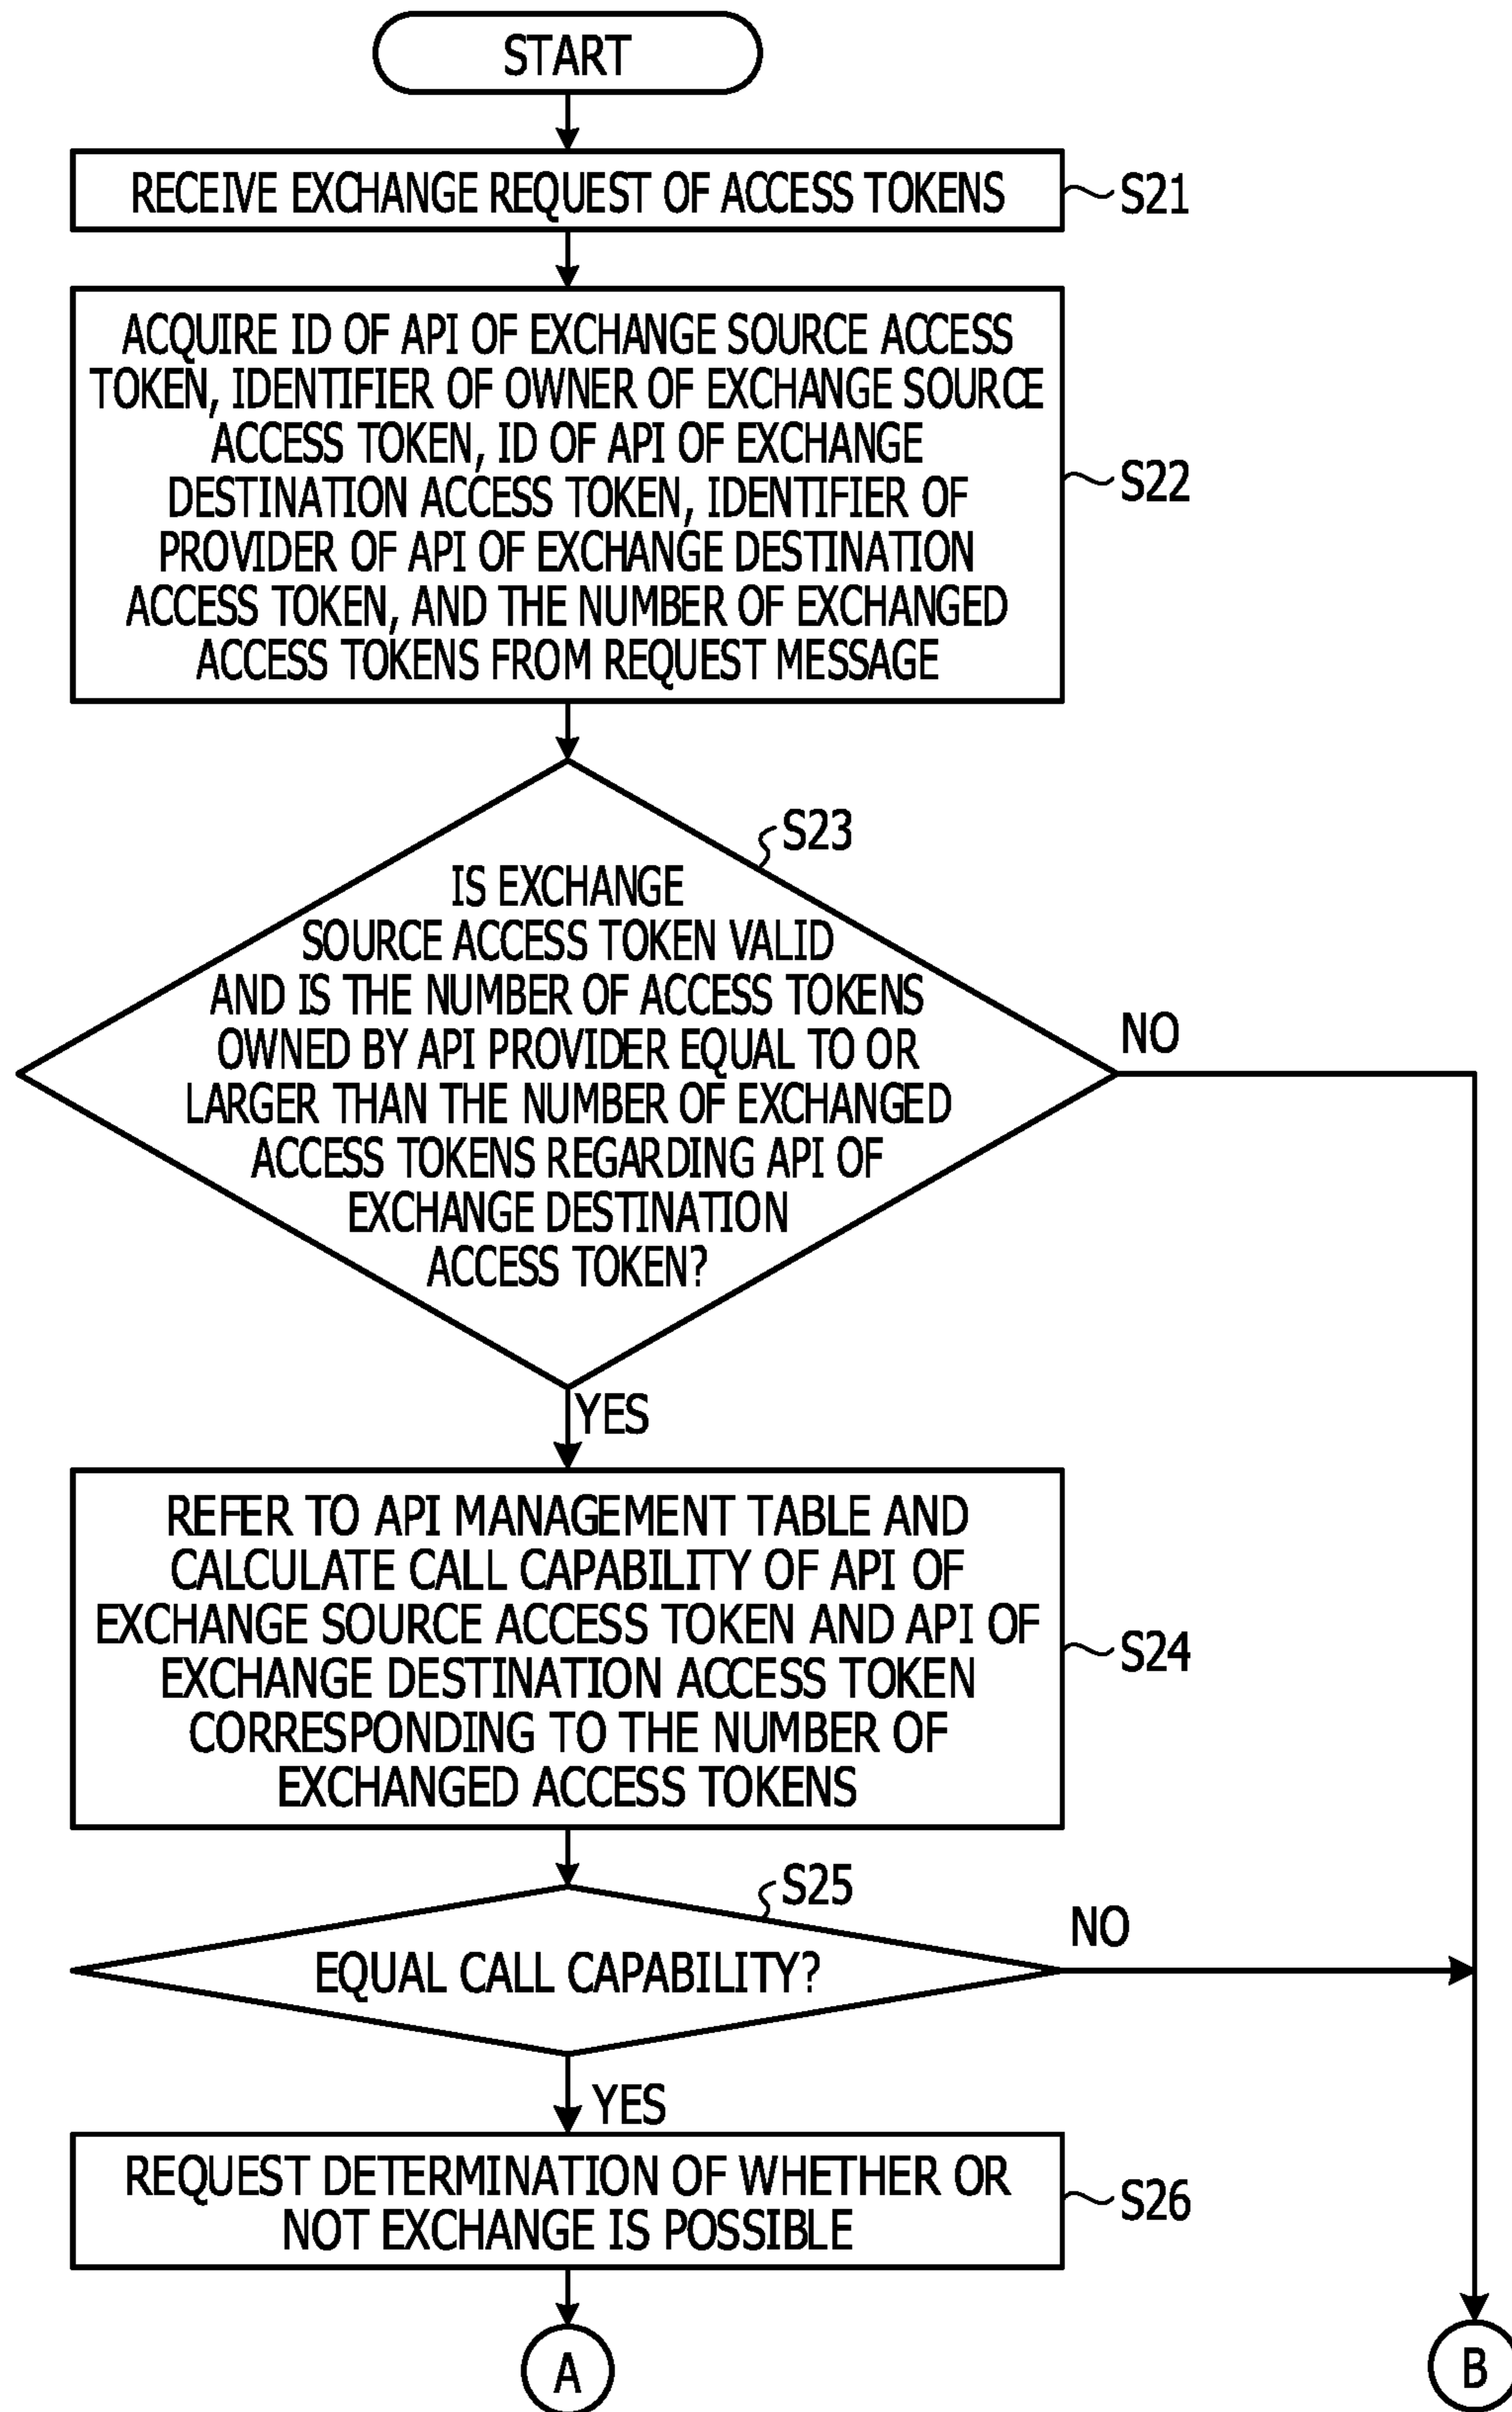 START
RECEIVE EXCHANGE REQUEST OF ACCESS TOKENS
S21
ACQUIRE ID OF API OF EXCHANGE SOURCE ACCESS
TOKEN, IDENTIFIER OF OWNER OF EXCHANGE SOURCE
ACCESS TOKEN, ID OF API OF EXCHANGE
DESTINATION ACCESS TOKEN, IDENTIFIER OF
PROVIDER OF API OF EXCHANGE DESTINATION
ACCESS TOKEN, AND THE NUMBER OF EXCHANGED
ACCESS TOKENS FROM REQUEST MESSAGE
S22
S23
IS EXCHANGE
SOURCE ACCESS TOKEN VALID
AND IS THE NUMBER OF ACCESS TOKENS
OWNED BY API PROVIDER EQUAL TO OR
LARGER THAN THE NUMBER OF EXCHANGED
ACCESS TOKENS REGARDING API OF
EXCHANGE DESTINATION
ACCESS TOKEN?
NO
YES
REFER TO API MANAGEMENT TABLE AND
CALCULATE CALL CAPABILITY OF API OF
EXCHANGE SOURCE ACCESS TOKEN AND API OF
EXCHANGE DESTINATION ACCESS TOKEN
CORRESPONDING TO THE NUMBER OF
EXCHANGED ACCESS TOKENS
S24
S25
EQUAL CALL CAPABILITY?
NO
YES
REQUEST DETERMINATION OF WHETHER OR
NOT EXCHANGE IS POSSIBLE
S26
A
B